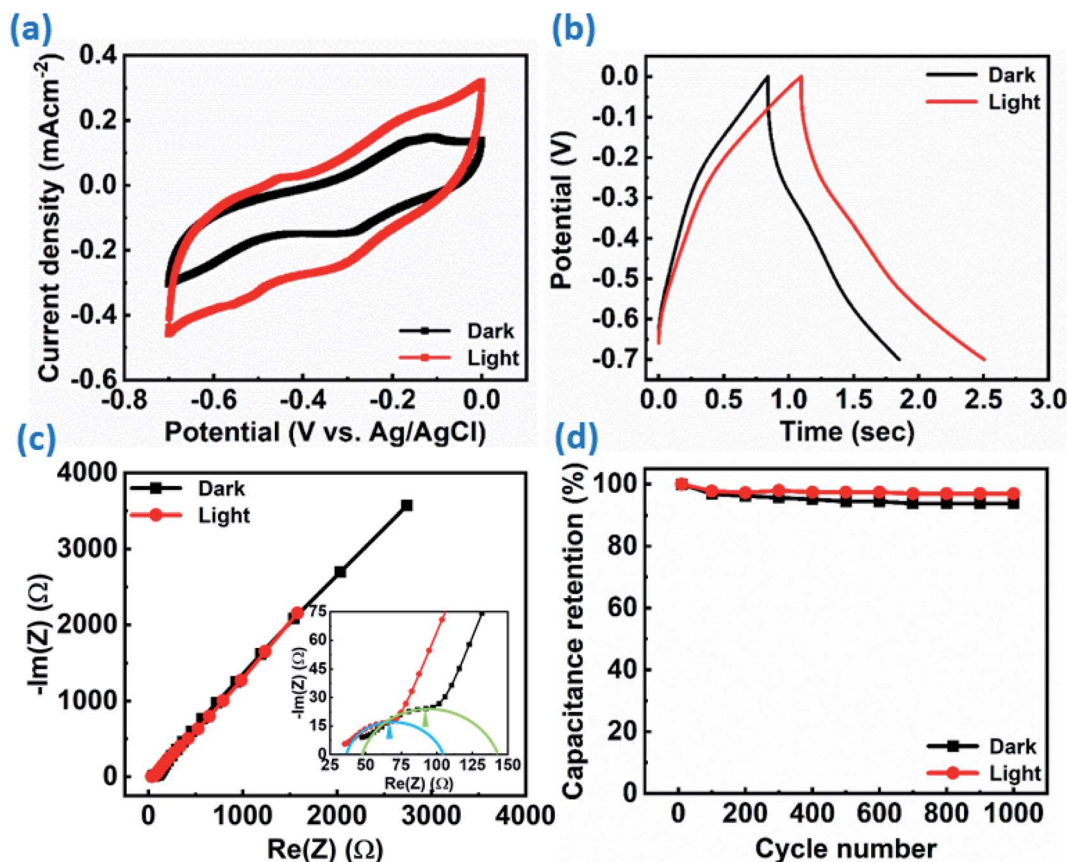 (a)
0.4
0.2
0.0
-0.2
-0.4
-0.6
Current density (mAcm-2)
Dark
Light
-0.8
-0.6
-0.4
-0.2
0.0
Potential (V vs. Ag/AgCl)
(b)
0.0
-0.1
-0.2
-0.3
-0.4
-0.5
-0.6
-0.7
Potential (V)
Dark
Light
0.0
0.5
1.0
1.5
2.0
2.5
3.0
Time (sec)
(c)
4000
3000
2000
1000
0
-Im(Z) (Ω)
Dark
Light
75
60
45
30
15
0
-Im(Z) (Ω)
25
50
75
100
125
150
Re(Z) (Ω)
0
1000
2000
3000
4000
Re(Z) (Ω)
(d)
100
80
60
40
20
0
Capacitance retention (%)
Dark
Light
0
200
400
600
800
1000
Cycle number